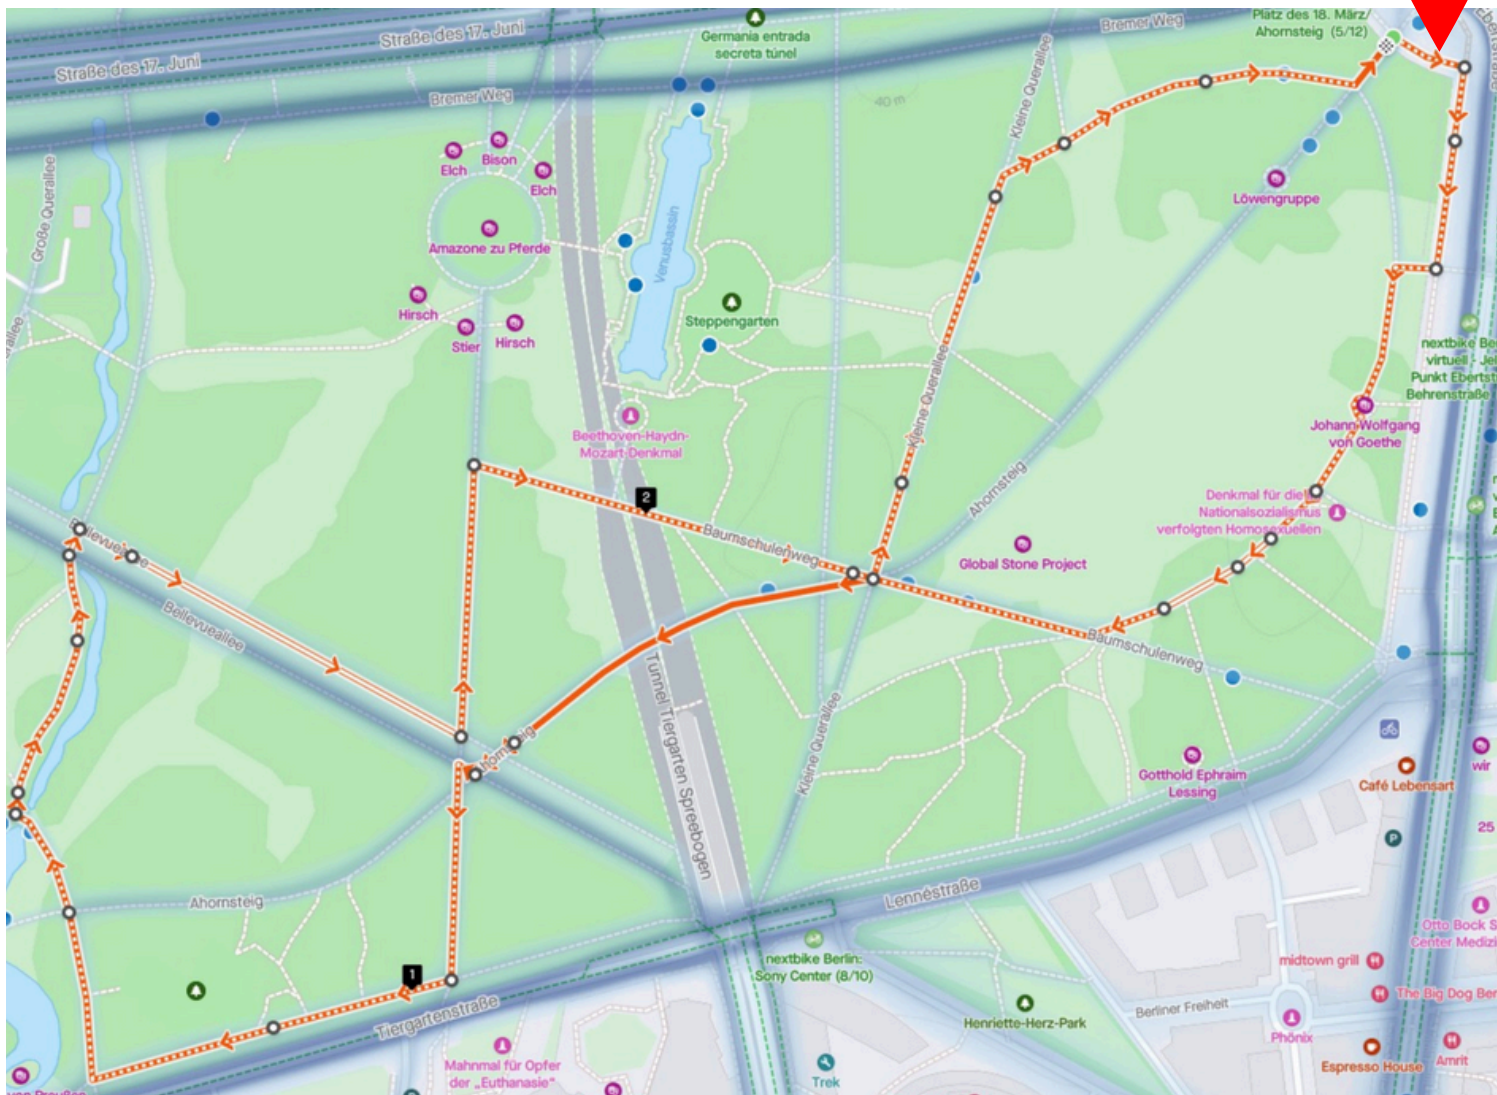 Straße des 17. Juni
Straße des 17. Juni
Germania entrada
secreta túnel
Bremer Weg
Platz des 18. März/
Ahornsteig (5/12)
Bremer Weg
40 m
Kleine Querallee
Große Querallee
Elch
Bison
Elch
Amazone zu Pferde
Venusbassin
Löwengruppe
Hirsch
Stier
Hirsch
Steppengarten
nextbike Be
virtuell - Je
Punkt Ebertst
Behrenstraße
Beethoven-Haydn-
Mozart-Denkmal
Kleine Querallee
Johann Wolfgang
von Goethe
Ahornsteig
Denkmal für die
Nationalsozialismus
verfolgten Homosexuellen
2
Baumschulenweg
Global Stone Project
Bellevueallee
Baumschulenweg
Tunnel Tiergarten Spreebogen
Kleine Querallee
Gotthold Ephraim
Lessing
wir
Café Lebensart
P
25
Ahornsteig
Lennéstraße
Otto Bock S
Center Medizi
1
nextbike Berlin:
Sony Center (8/10)
midtown grill
The Big Dog Ber
Tiergartenstraße
Henriette-Herz-Park
Berliner Freiheit
Phönix
Mahnmal für Opfer
der „Euthanasie“
Trek
Espresso House
Amrit